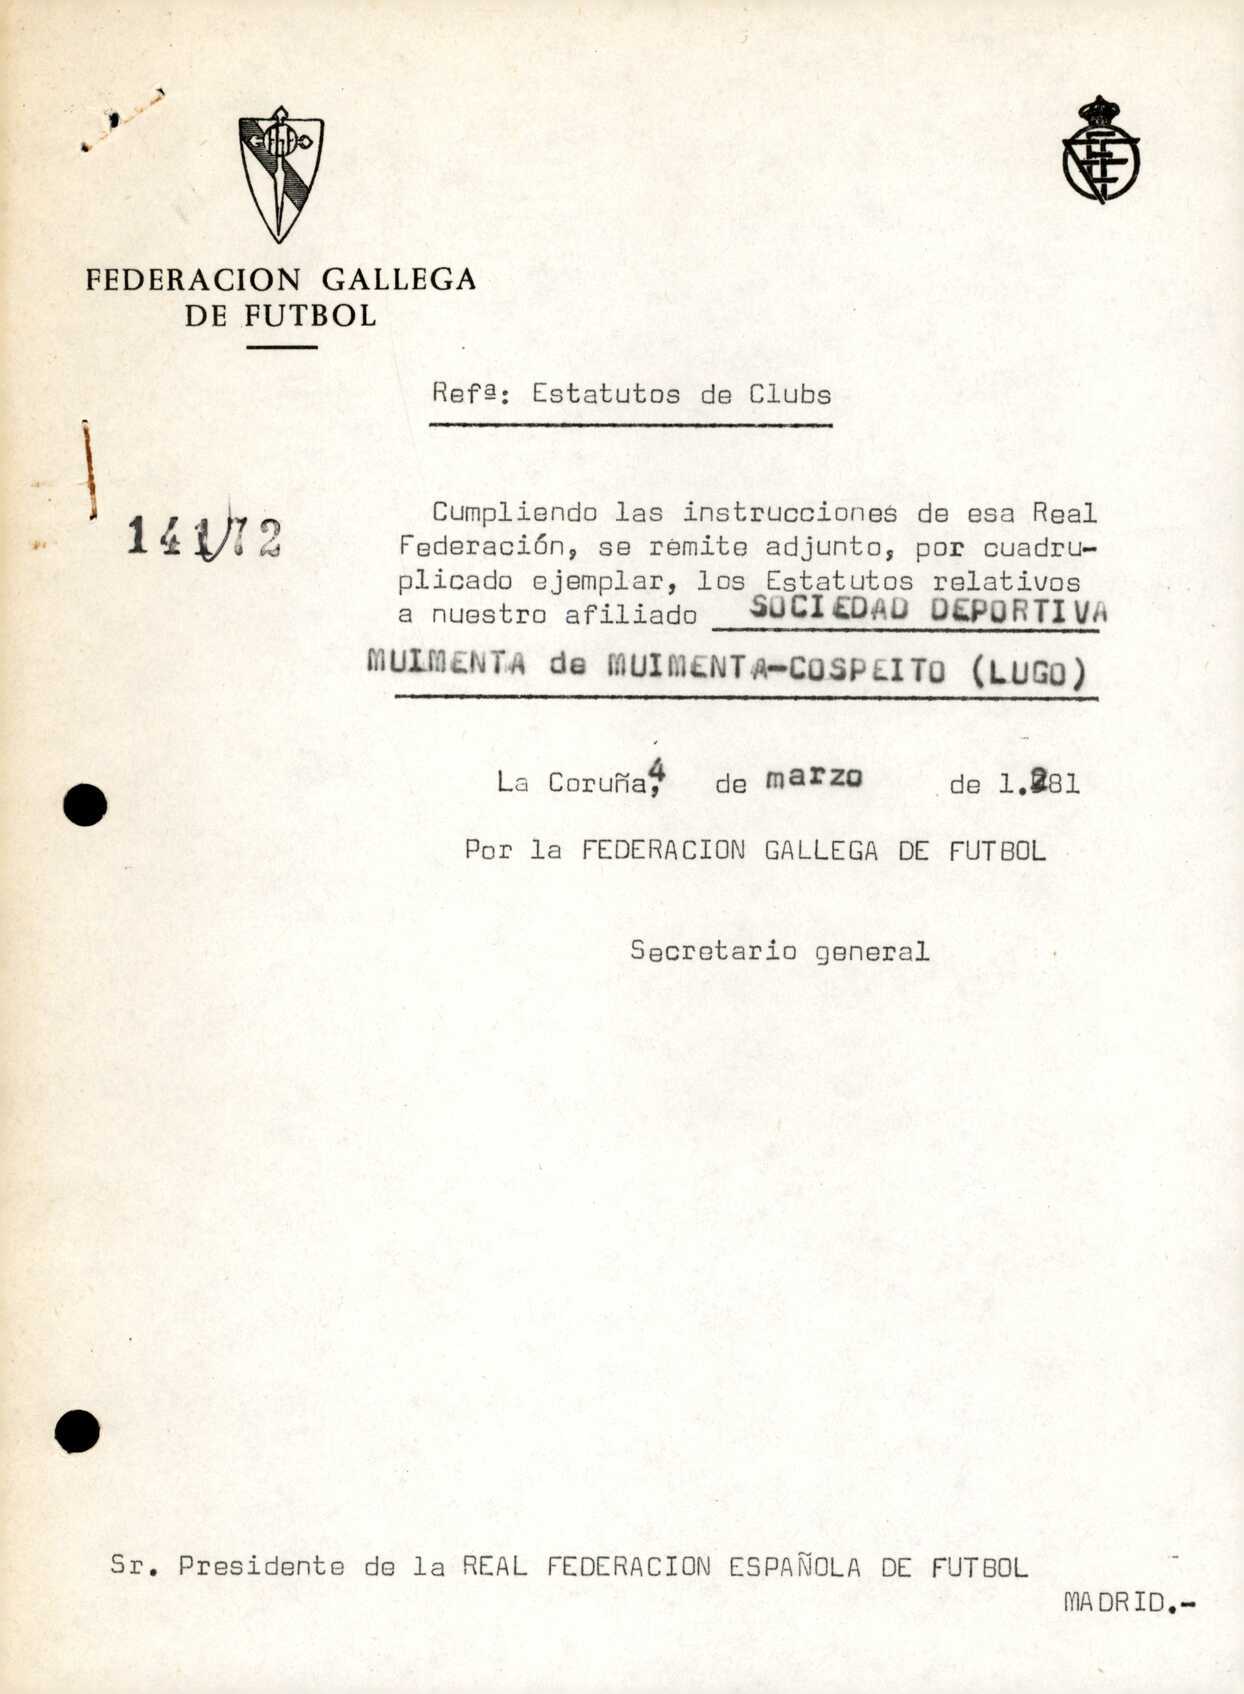 FEDERACION GALLEGA
DE FUTBOL
Refª: Estatutos de Clubs
Cumpliendo las instrucciones de esa Real
Federación, se remite adjunto, por cuadru-
plicado ejemplar, los Estatutos relativos
a nuestro afiliado SOCIEDAD DEPORTIVA
MUIMENTA de MUIMENTA-COSPEITO (LUGO)
La Coruña, 4 de marzo de 1.981
Por la FEDERACION GALLEGA DE FUTBOL
Secretario general
Sr. Presidente de la REAL FEDERACION ESPAÑOLA DE FUTBOL
MADRID.-